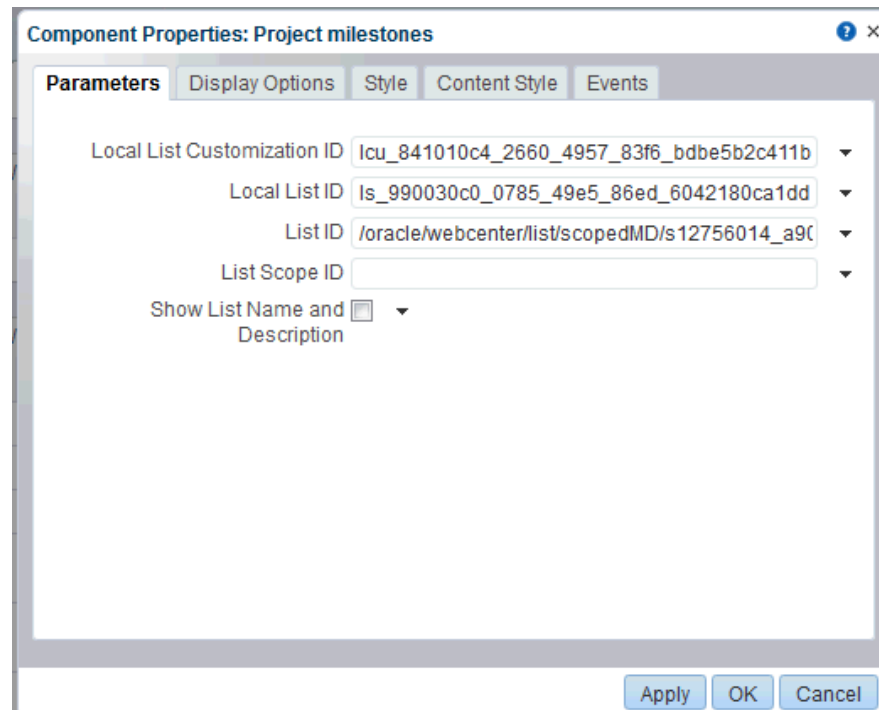 Component Properties: Project milestones
Parameters Display Options Style Content Style Events
Local List Customization ID lcu_841010c4_2660_4957_83f6_bdbe5b2c411b
Local List ID ls_990030c0_0785_49e5_86ed_6042180ca1dd
List ID /oracle/webcenter/list/scopedMD/s12756014_a90
List Scope ID
Show List Name and
Description
Apply OK Cancel